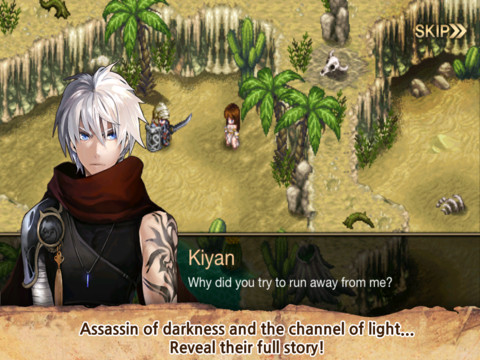 SKIP
Kiyan
Why did you try to run away from me?
Assassin of darkness and the channel of light...
Reveal their full story!